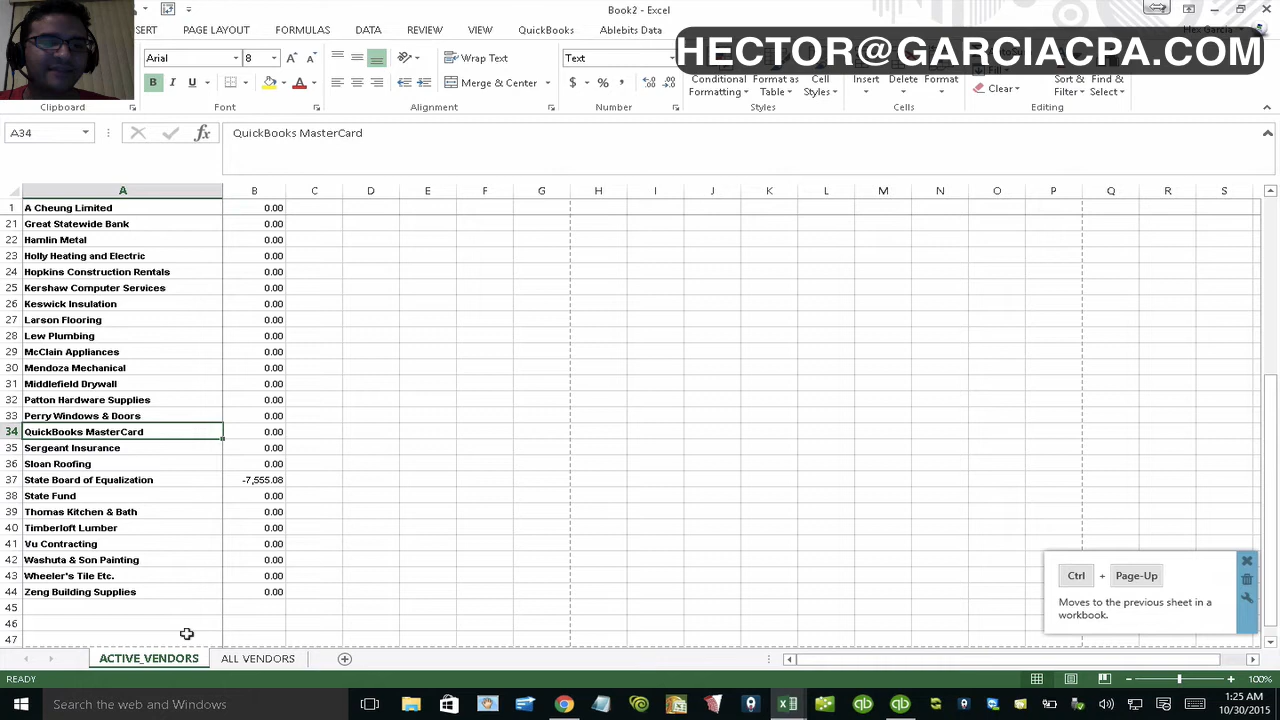 Book2 - Excel
ERT PAGE LAYOUT FORMULAS DATA REVIEW VIEW QuickBooks Ablebits Data Hex Garcia
HECTOR@GARCIACPA.COM
Arial 8 Wrap Text Text
B I U Merge & Center $ % , Conditional Formatting Format as Table Cell Styles Insert Delete Format Clear Sort & Filter Find & Select
Clipboard Font Alignment Number Styles Cells Editing
A34 fx QuickBooks MasterCard
A B C D E F G H I J K L M N O P Q R S
1 A Cheung Limited 0.00
21 Great Statewide Bank 0.00
22 Hamlin Metal 0.00
23 Holly Heating and Electric 0.00
24 Hopkins Construction Rentals 0.00
25 Kershaw Computer Services 0.00
26 Keswick Insulation 0.00
27 Larson Flooring 0.00
28 Lew Plumbing 0.00
29 McClain Appliances 0.00
30 Mendoza Mechanical 0.00
31 Middlefield Drywall 0.00
32 Patton Hardware Supplies 0.00
33 Perry Windows & Doors 0.00
34 QuickBooks MasterCard 0.00
35 Sergeant Insurance 0.00
36 Sloan Roofing 0.00
37 State Board of Equalization -7,555.08
38 State Fund 0.00
39 Thomas Kitchen & Bath 0.00
40 Timberloft Lumber 0.00
41 Vu Contracting 0.00
42 Washuta & Son Painting 0.00
43 Wheeler's Tile Etc. 0.00
44 Zeng Building Supplies 0.00
45
46
47
Ctrl + Page-Up
Moves to the previous sheet in a
workbook.
ACTIVE_VENDORS ALL VENDORS
READY 100%
Search the web and Windows
1:25 AM
10/30/2015